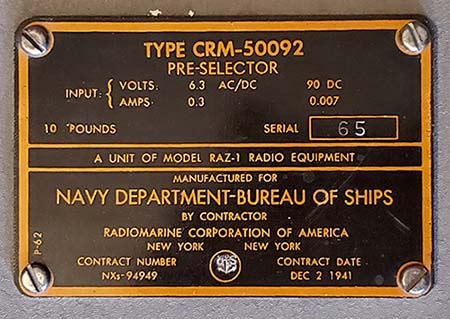 TYPE CRM-50092
PRE-SELECTOR
INPUT: { VOLTS. 6.3 AC/DC 90 DC
AMPS. 0.3 0.007
10 POUNDS SERIAL 65
A UNIT OF MODEL RAZ-1 RADIO EQUIPMENT
MANUFACTURED FOR
NAVY DEPARTMENT-BUREAU OF SHIPS
BY CONTRACTOR
RADIOMARINE CORPORATION OF AMERICA
NEW YORK NEW YORK
CONTRACT NUMBER CONTRACT DATE
NXs-94949 DEC 2 1941
P-62